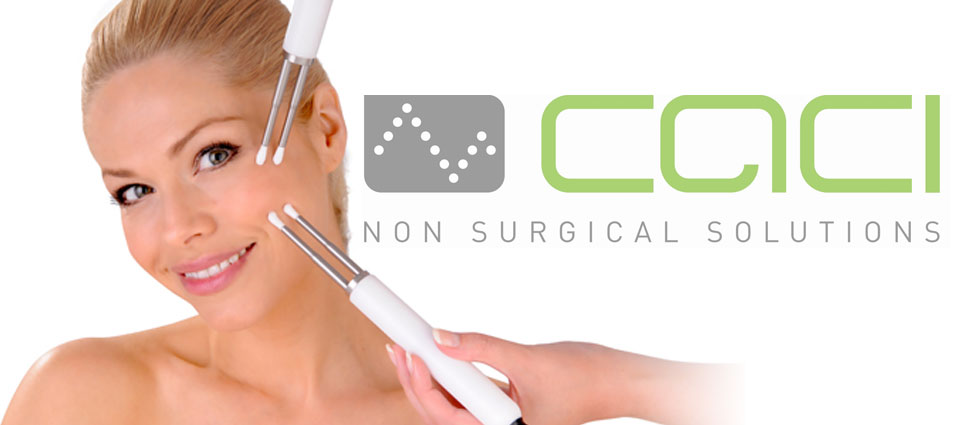 caci
NON SURGICAL SOLUTIONS